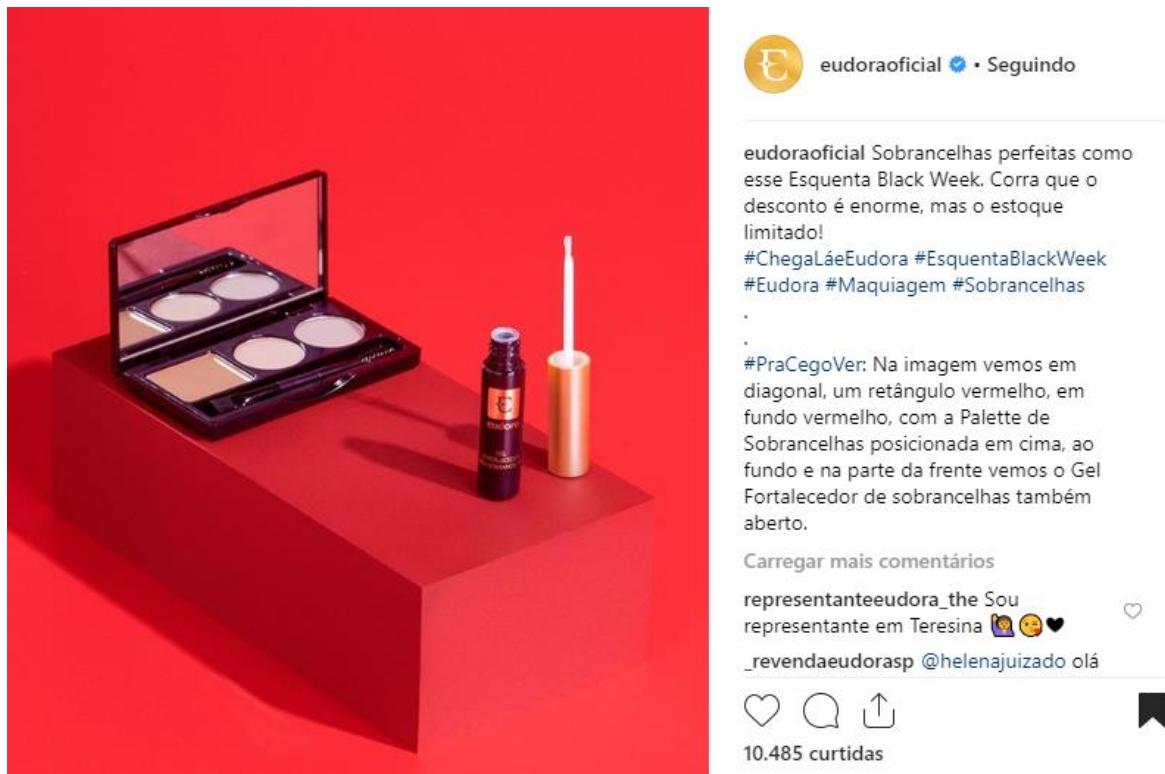 E
eudora
E
eudoraoficial • Seguindo
eudoraoficial Sobrancelhas perfeitas como
esse Esquenta Black Week. Corra que o
desconto é enorme, mas o estoque
limitado!
#ChegaLáeEudora #EsquentaBlackWeek
#Eudora #Maquiagem #Sobrancelhas
.
.
#PraCegoVer: Na imagem vemos em
diagonal, um retângulo vermelho, em
fundo vermelho, com a Palette de
Sobrancelhas posicionada em cima, ao
fundo e na parte da frente vemos o Gel
Fortalecedor de sobrancelhas também
aberto.
Carregar mais comentários
representanteeudora_the Sou
representante em Teresina 🙋😘🖤
_revendaeudorasp @helenajuizado olá
10.485 curtidas